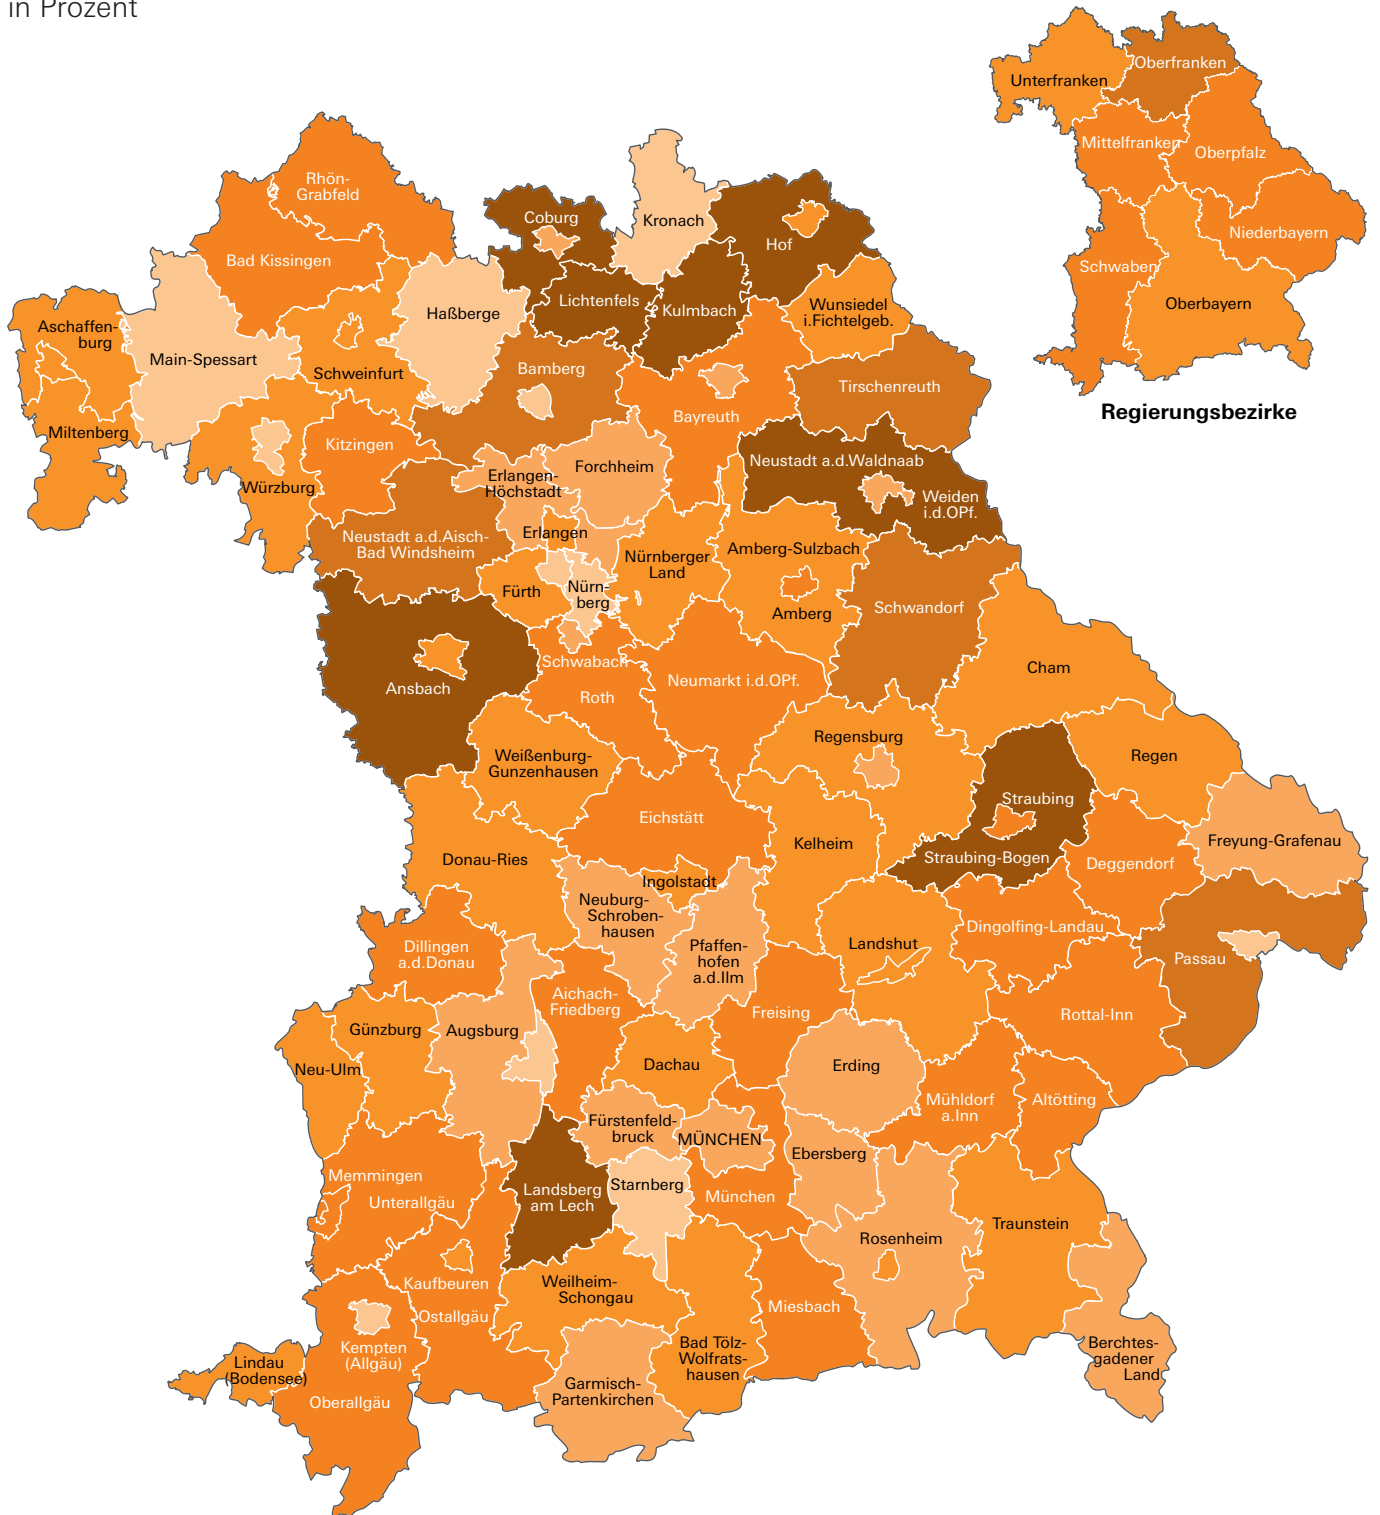 in Prozent
Unterfranken
Oberfranken
Mittelfranken
Oberpfalz
Niederbayern
Schwaben
Oberbayern
Regierungsbezirke
Rhön-
Grabfeld
Bad Kissingen
Coburg
Kronach
Hof
Lichtenfels
Kulmbach
Wunsiedel
i.Fichtelgeb.
Haßberge
Aschaffen-
burg
Main-Spessart
Schweinfurt
Bamberg
Tirschenreuth
Bayreuth
Miltenberg
Kitzingen
Würzburg
Forchheim
Erlangen-
Höchstadt
Neustadt a.d.Waldnaab
Weiden
i.d.OPf.
Neustadt a.d.Aisch-
Bad Windsheim
Erlangen
Nürnberger
Land
Amberg-Sulzbach
Fürth
Nürn-
berg
Amberg
Schwandorf
Cham
Schwabach
Ansbach
Roth
Neumarkt i.d.OPf.
Weißenburg-
Gunzenhausen
Regensburg
Regen
Straubing
Eichstätt
Kelheim
Straubing-Bogen
Deggendorf
Freyung-Grafenau
Donau-Ries
Ingolstadt
Neuburg-
Schroben-
hausen
Dillingen
a.d.Donau
Pfaffen-
hofen
a.d.Ilm
Landshut
Dingolfing-Landau
Passau
Aichach-
Friedberg
Freising
Rottal-Inn
Günzburg
Augsburg
Neu-Ulm
Dachau
Erding
Mühldorf
a.Inn
Altötting
Fürstenfeld-
bruck
MÜNCHEN
Ebersberg
Memmingen
Unterallgäu
Landsberg
am Lech
Starnberg
München
Rosenheim
Traunstein
Kaufbeuren
Ostallgäu
Weilheim-
Schongau
Miesbach
Kempten
(Allgäu)
Lindau
(Bodensee)
Oberallgäu
Garmisch-
Partenkirchen
Bad Tölz-
Wolfrats-
hausen
Berchtes-
gadener
Land